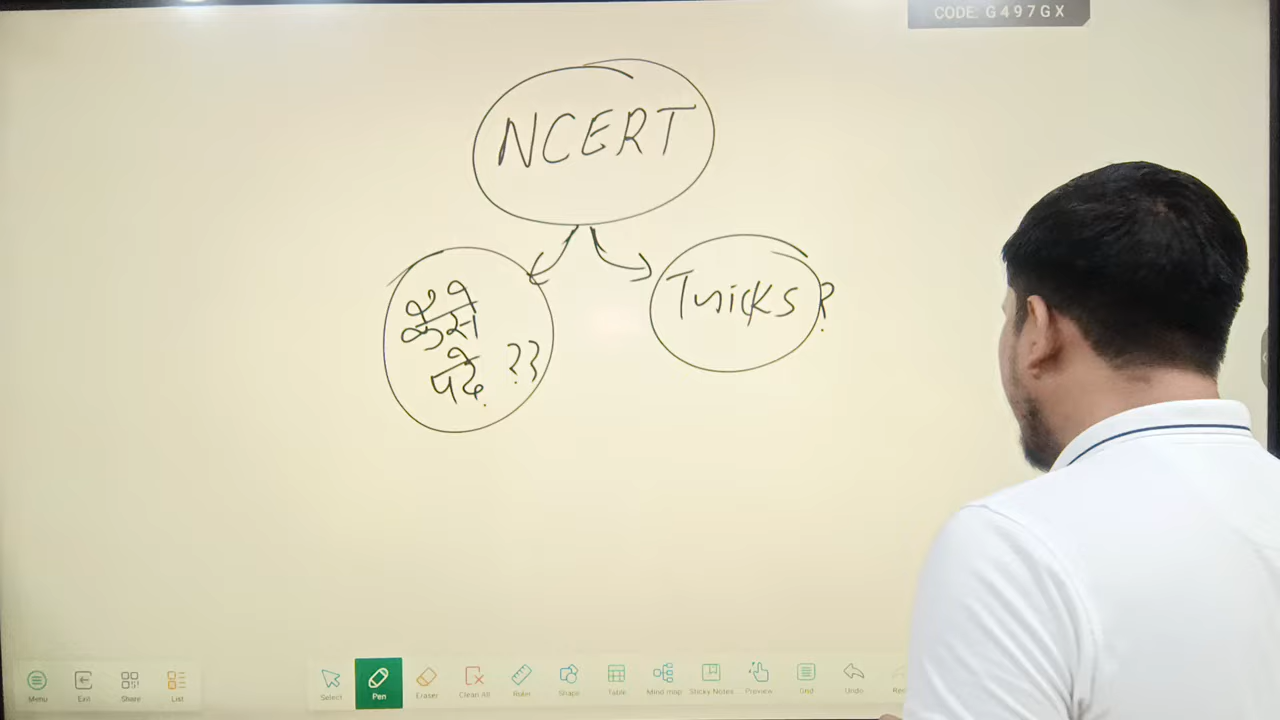 CODE: G497GX
NCERT
कैसे
पढे ??
Tricks?
Menu
Exit
Share
List
Select
Pen
Eraser
Clean All
Ruler
Shape
Table
Mind map
Sticky Notes
Preview
Grid
Undo